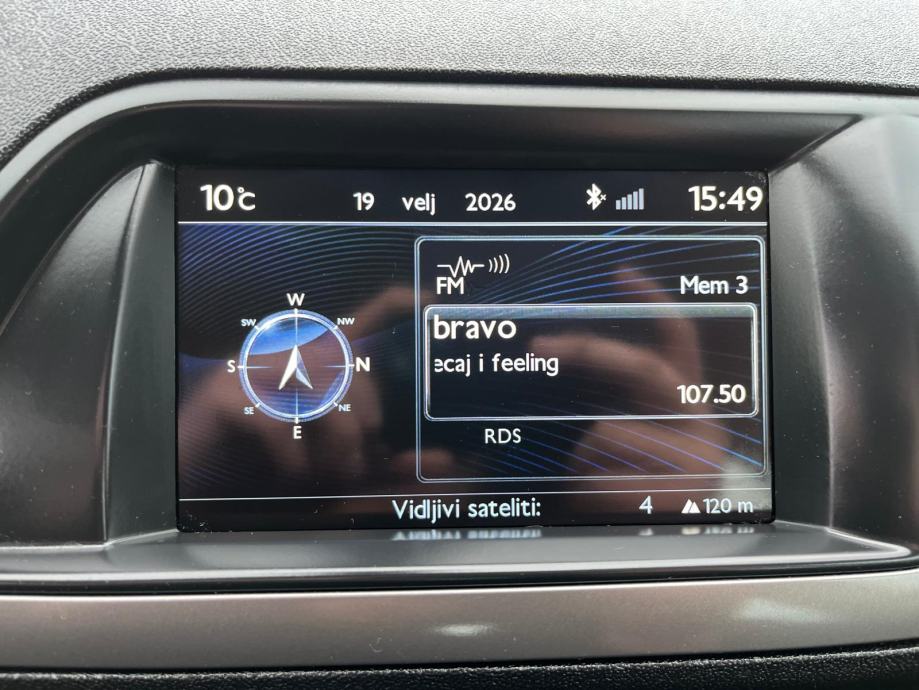 10°C 19 velj 2026 15:49
FM Mem 3
bravo
ecaj i feeling
107.50
RDS
W
SW NW
S N
SE NE
E
Vidljivi sateliti: 4 120 m